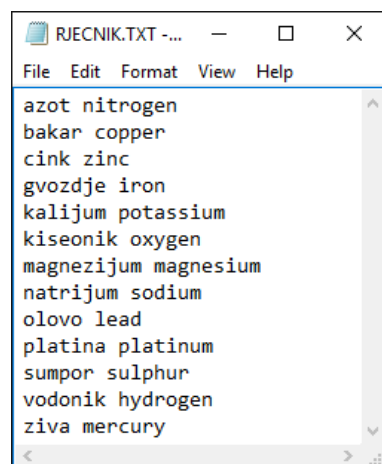 RJECNIK.TXT -...
File Edit Format View Help
azot nitrogen
bakar copper
cink zinc
gvozdje iron
kalijum potassium
kiseonik oxygen
magnezijum magnesium
natrijum sodium
olovo lead
platina platinum
sumpor sulphur
vodonik hydrogen
ziva mercury